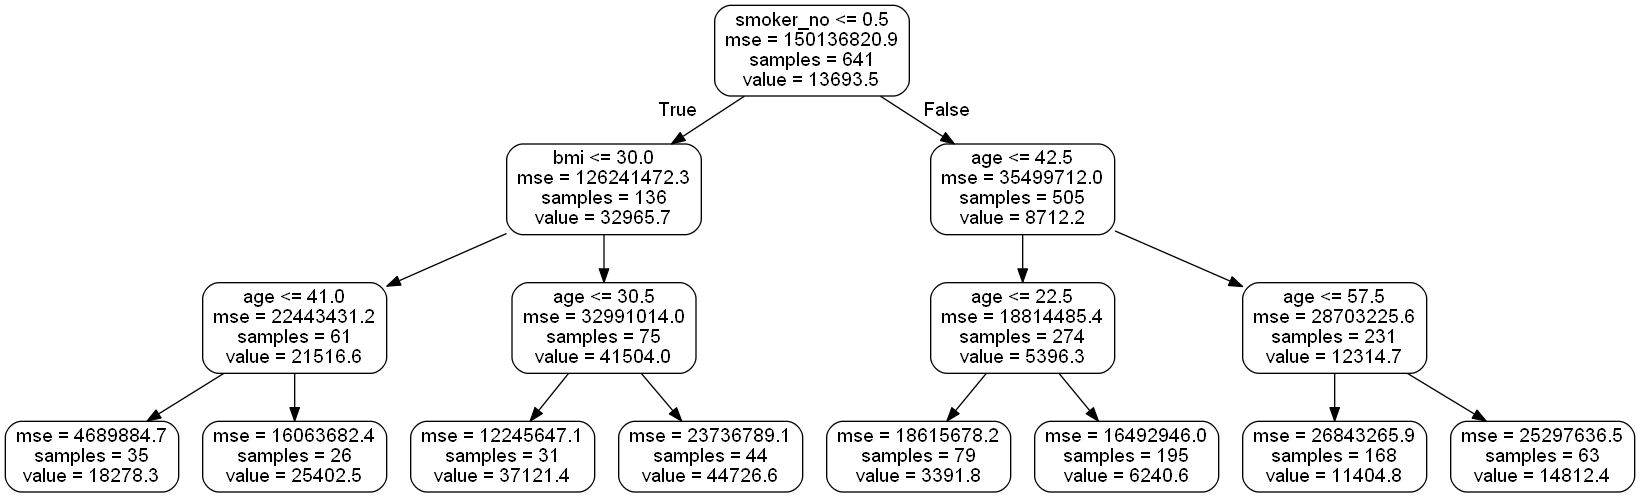 smoker_no <= 0.5
mse = 150136820.9
samples = 641
value = 13693.5
True
False
bmi <= 30.0
mse = 126241472.3
samples = 136
value = 32965.7
age <= 42.5
mse = 35499712.0
samples = 505
value = 8712.2
age <= 41.0
mse = 22443431.2
samples = 61
value = 21516.6
age <= 30.5
mse = 32991014.0
samples = 75
value = 41504.0
age <= 22.5
mse = 18814485.4
samples = 274
value = 5396.3
age <= 57.5
mse = 28703225.6
samples = 231
value = 12314.7
mse = 4689884.7
samples = 35
value = 18278.3
mse = 16063682.4
samples = 26
value = 25402.5
mse = 12245647.1
samples = 31
value = 37121.4
mse = 23736789.1
samples = 44
value = 44726.6
mse = 18615678.2
samples = 79
value = 3391.8
mse = 16492946.0
samples = 195
value = 6240.6
mse = 26843265.9
samples = 168
value = 11404.8
mse = 25297636.5
samples = 63
value = 14812.4